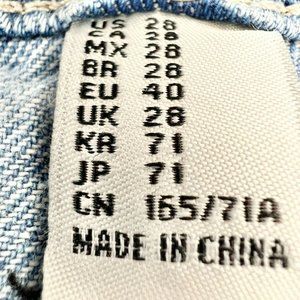 US 28
CA 28
MX 28
BR 28
EU 40
UK 28
KR 71
JP 71
CN 165/71A
MADE IN CHINA